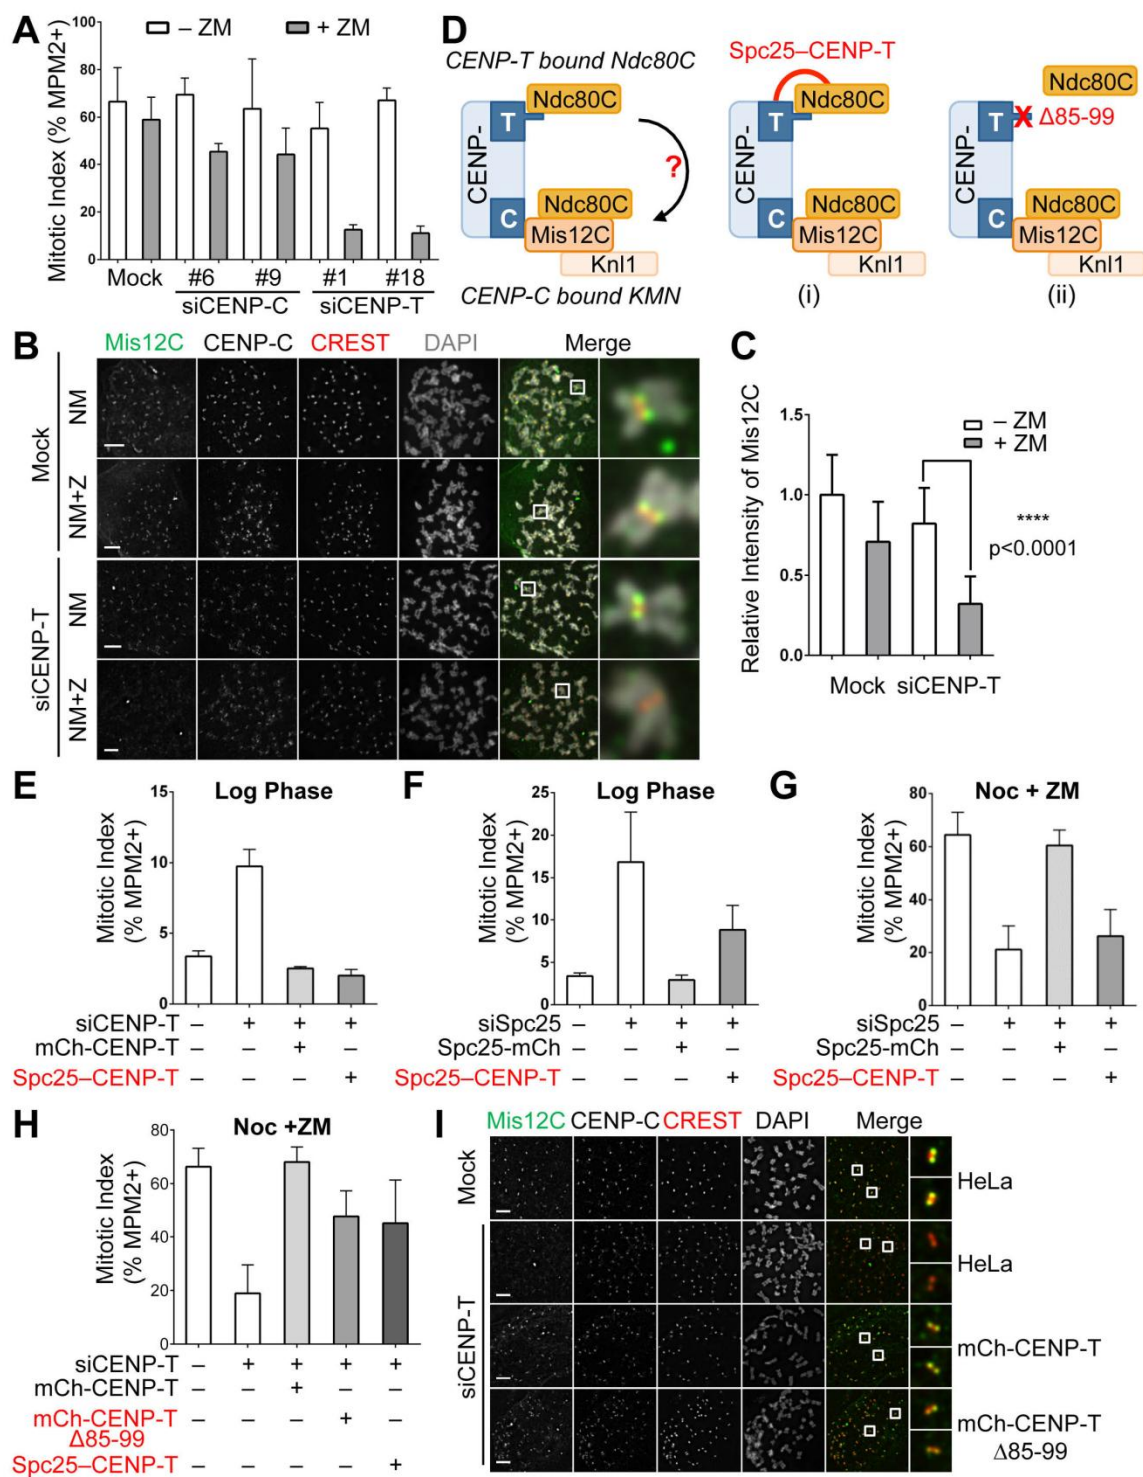 A
– ZM
+ ZM
Mitotic Index (% MPM2+)
100
80
60
40
20
0
Mock
#6
#9
#1
#18
siCENP-C
siCENP-T
D
CENP-T bound Ndc80C
Ndc80C
T
CENP-
?
C
Ndc80C
Mis12C
Knl1
CENP-C bound KMN
Spc25–CENP-T
Ndc80C
T
CENP-
C
Ndc80C
Mis12C
Knl1
(i)
Ndc80C
T
X
Δ85-99
CENP-
C
Ndc80C
Mis12C
Knl1
(ii)
B
Mis12C
CENP-C
CREST
DAPI
Merge
Mock
NM
NM+Z
siCENP-T
NM
NM+Z
C
Relative Intensity of Mis12C
1.5
1.0
0.5
0.0
– ZM
+ ZM
****
p<0.0001
Mock
siCENP-T
E
Log Phase
Mitotic Index
(% MPM2+)
15
10
5
0
siCENP-T – + + +
mCh-CENP-T – – + –
Spc25–CENP-T – – – +
F
Log Phase
Mitotic Index
(% MPM2+)
25
20
15
10
5
0
siSpc25 – + + +
Spc25-mCh – – + –
Spc25–CENP-T – – – +
G
Noc + ZM
Mitotic Index
(% MPM2+)
80
60
40
20
0
siSpc25 – + + +
Spc25-mCh – – + –
Spc25–CENP-T – – – +
H
Noc +ZM
Mitotic Index
(% MPM2+)
80
60
40
20
0
siCENP-T – + + + +
mCh-CENP-T – – + – –
mCh-CENP-T – – – + –
Δ85-99
Spc25–CENP-T – – – – +
I
Mis12C
CENP-C
CREST
DAPI
Merge
Mock
HeLa
siCENP-T
HeLa
mCh-CENP-T
mCh-CENP-T
Δ85-99